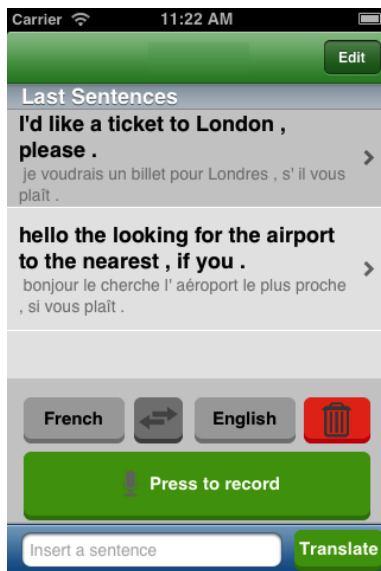 Carrier 11:22 AM
Edit
Last Sentences
I'd like a ticket to London ,
please .
je voudrais un billet pour Londres , s' il vous
plaît .
hello the looking for the airport
to the nearest , if you .
bonjour le cherche l' aéroport le plus proche
, si vous plaît .
French English
Press to record
Insert a sentence Translate